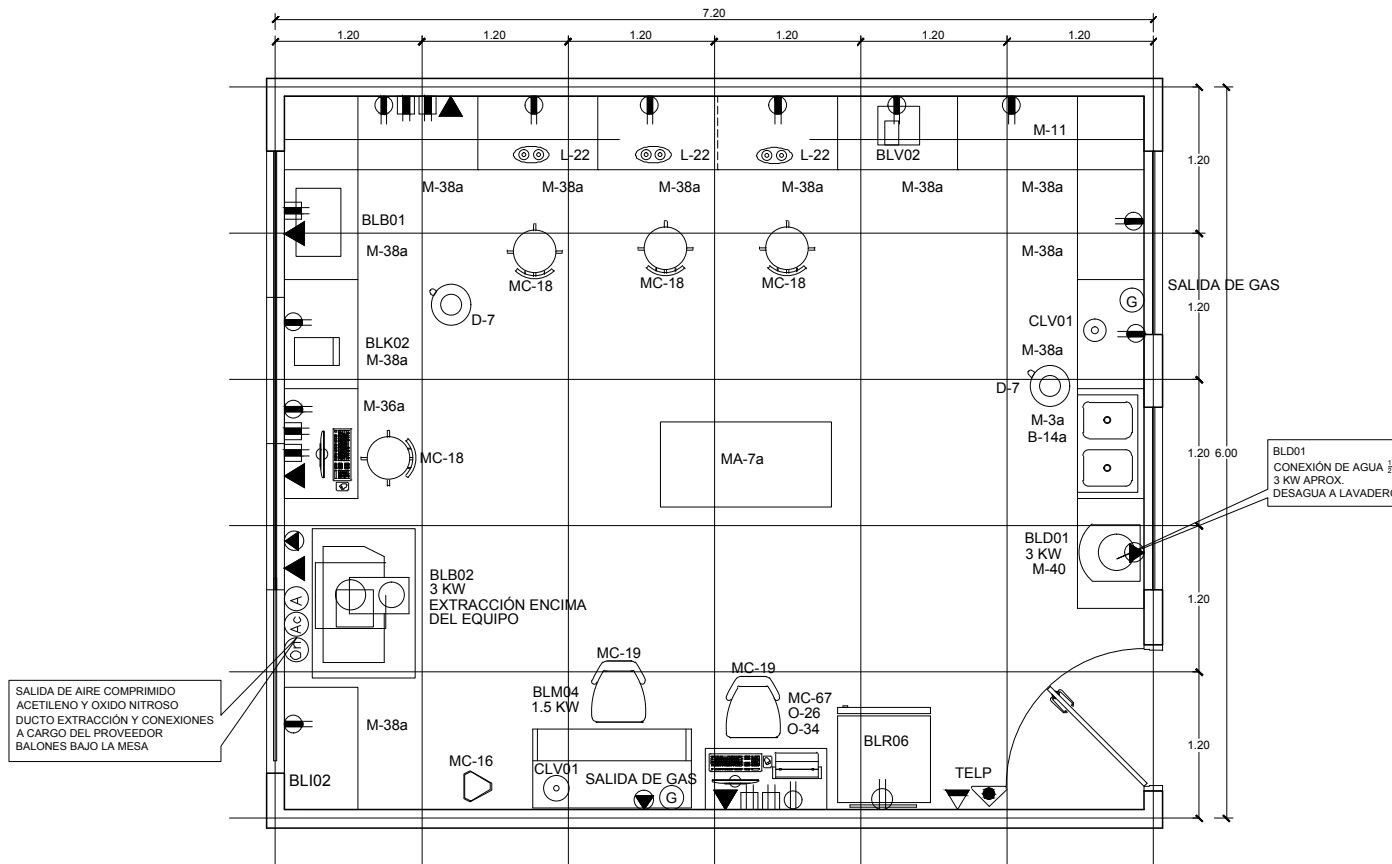 7.20
1.20 1.20 1.20 1.20 1.20 1.20
M-11
L-22 L-22 L-22 BLV02
M-38a M-38a M-38a M-38a M-38a M-38a
1.20
BLB01
M-38a
M-38a
MC-18 MC-18 MC-18
SALIDA DE GAS
G
D-7
1.20
CLV01
BLK02
M-38a
M-38a
D-7
M-36a
M-3a
B-14a
MC-18
MA-7a
1.20 6.00
BLD01
CONEXIÓN DE AGUA ½
3 KW APROX.
DESAGUA A LAVADERO
BLD01
3 KW
M-40
BLB02
3 KW
EXTRACCIÓN ENCIMA
DEL EQUIPO
A
Ac
On
1.20
SALIDA DE AIRE COMPRIMIDO
ACETILENO Y OXIDO NITROSO
DUCTO EXTRACCIÓN Y CONEXIONES
A CARGO DEL PROVEEDOR
BALONES BAJO LA MESA
MC-19 MC-19
BLM04
1.5 KW
MC-67
O-26
O-34
M-38a
BLR06
1.20
MC-16
BLI02
CLV01
SALIDA DE GAS
G
TELP